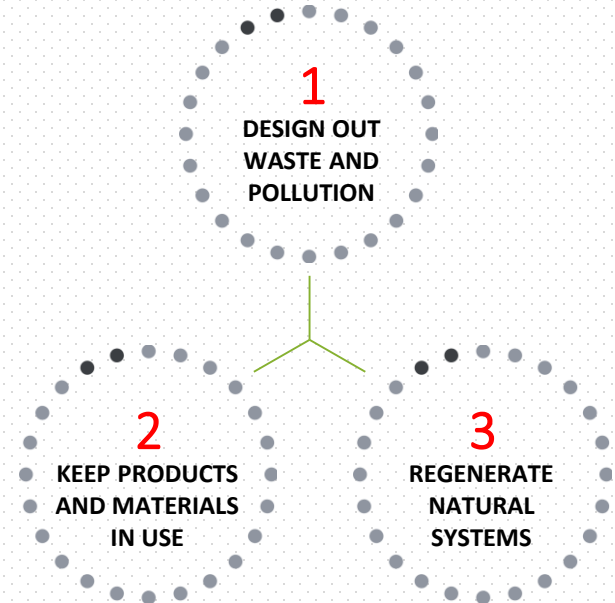 1
DESIGN OUT
WASTE AND
POLLUTION
2
KEEP PRODUCTS
AND MATERIALS
IN USE
3
REGENERATE
NATURAL
SYSTEMS